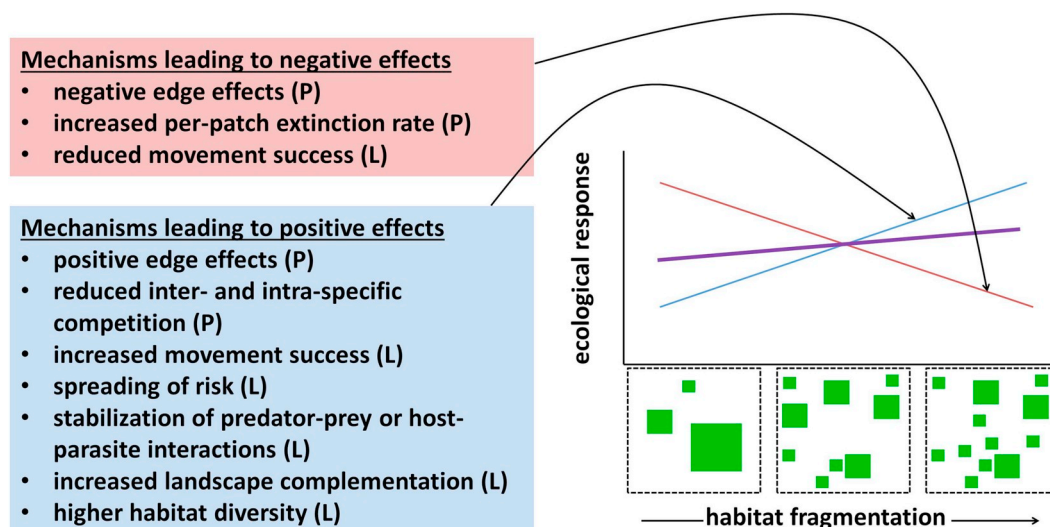 Mechanisms leading to negative effects
• negative edge effects (P)
• increased per-patch extinction rate (P)
• reduced movement success (L)
Mechanisms leading to positive effects
• positive edge effects (P)
• reduced inter- and intra-specific
competition (P)
• increased movement success (L)
• spreading of risk (L)
• stabilization of predator-prey or host-
parasite interactions (L)
• increased landscape complementation (L)
• higher habitat diversity (L)
ecological response
habitat fragmentation